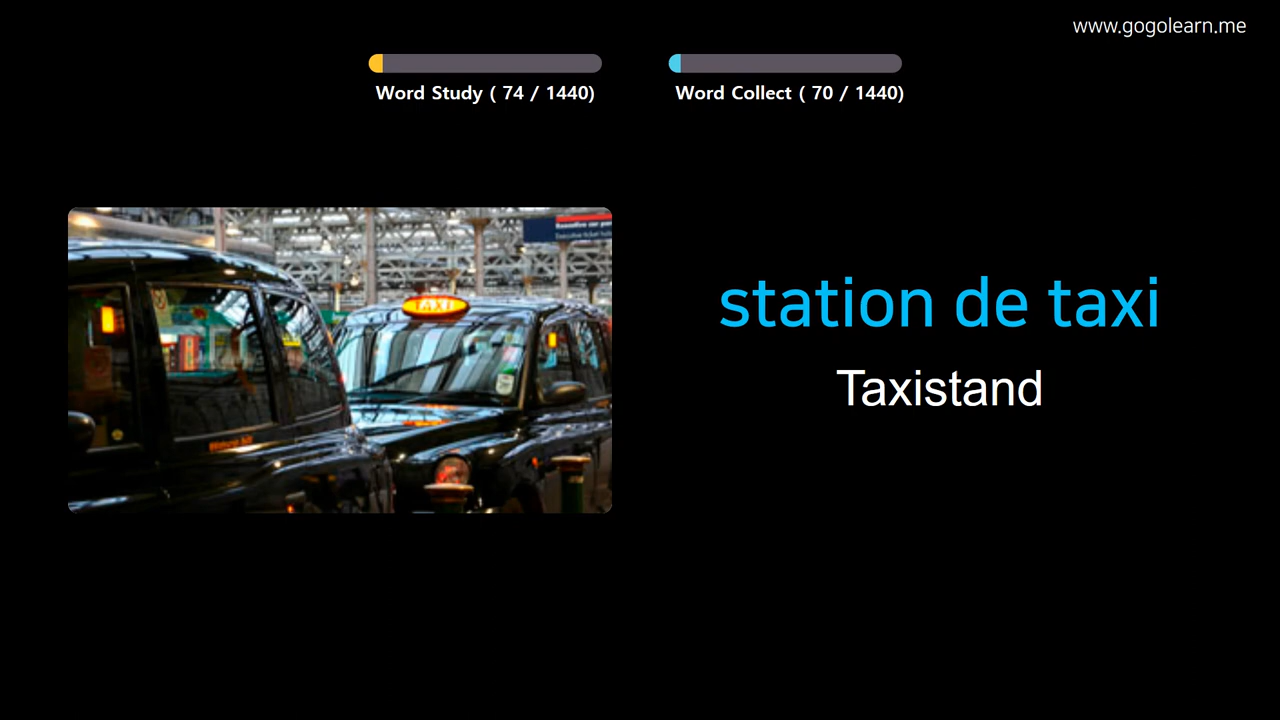 www.gogolearn.me
Word Study ( 74 / 1440)
Word Collect ( 70 / 1440)
TAXI
station de taxi
Taxistand